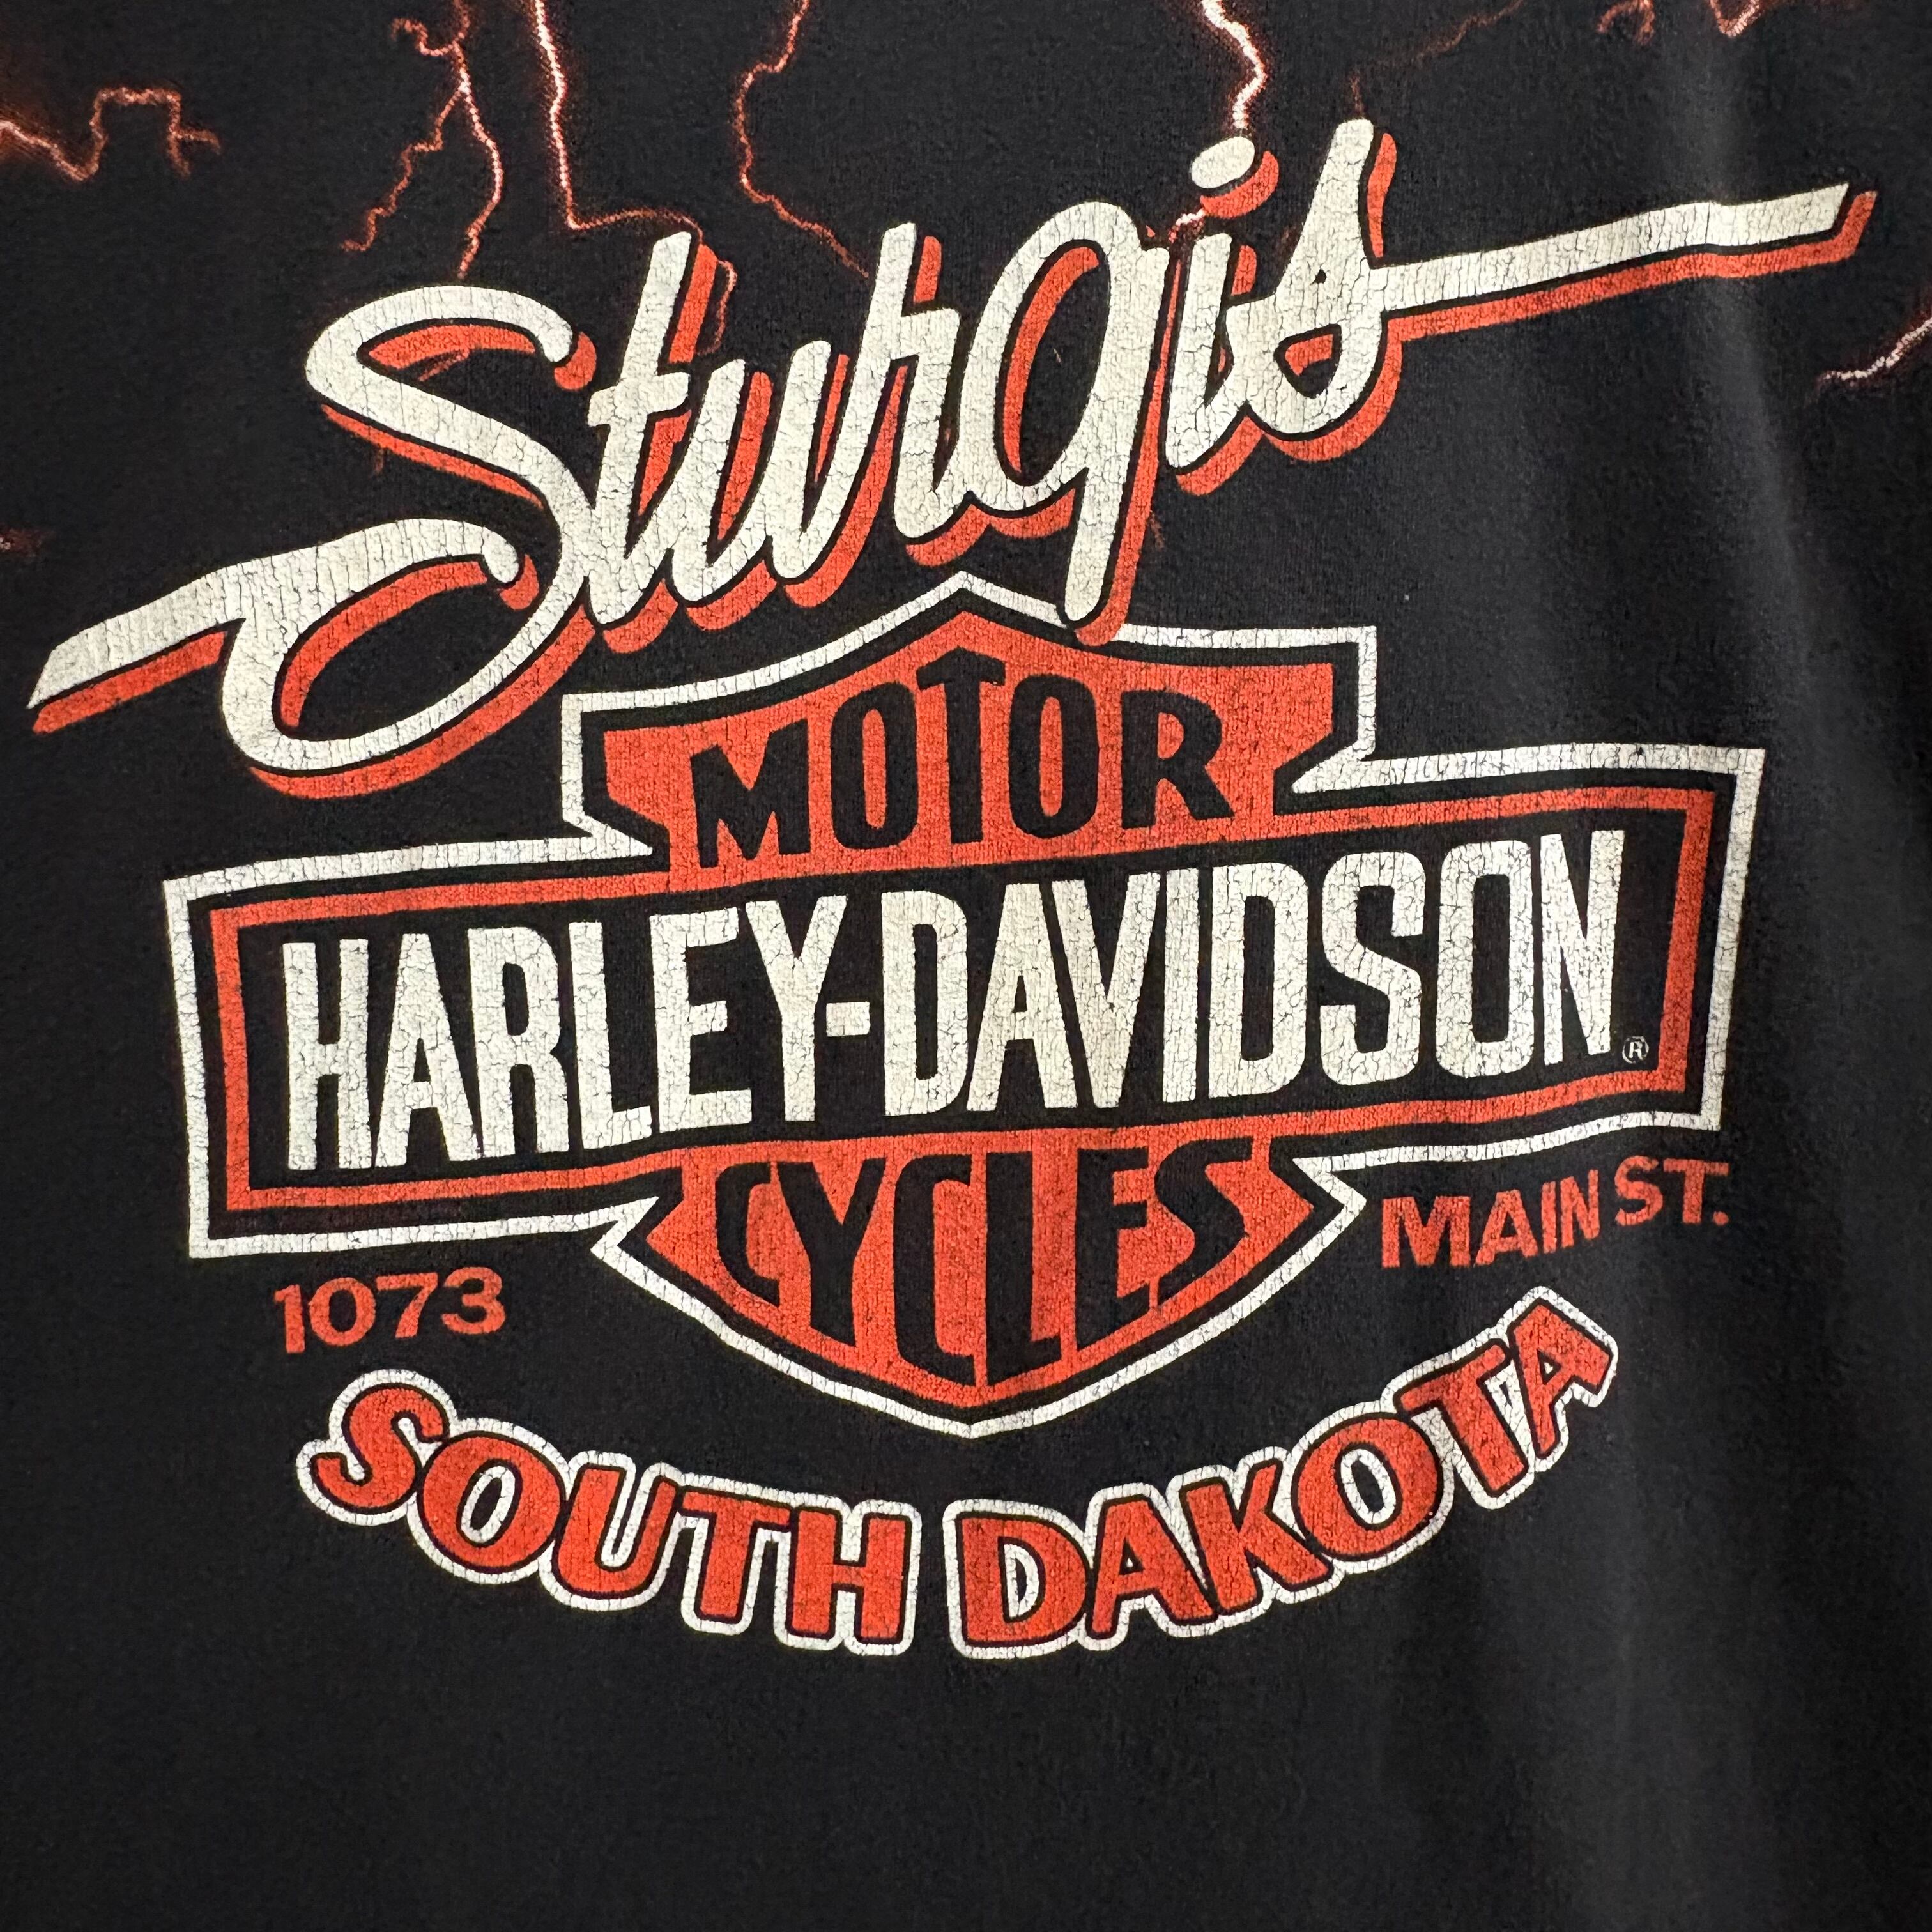 Sturgis
MOTOR
HARLEY-DAVIDSON®
CYCLES
1073 MAIN ST.
SOUTH DAKOTA